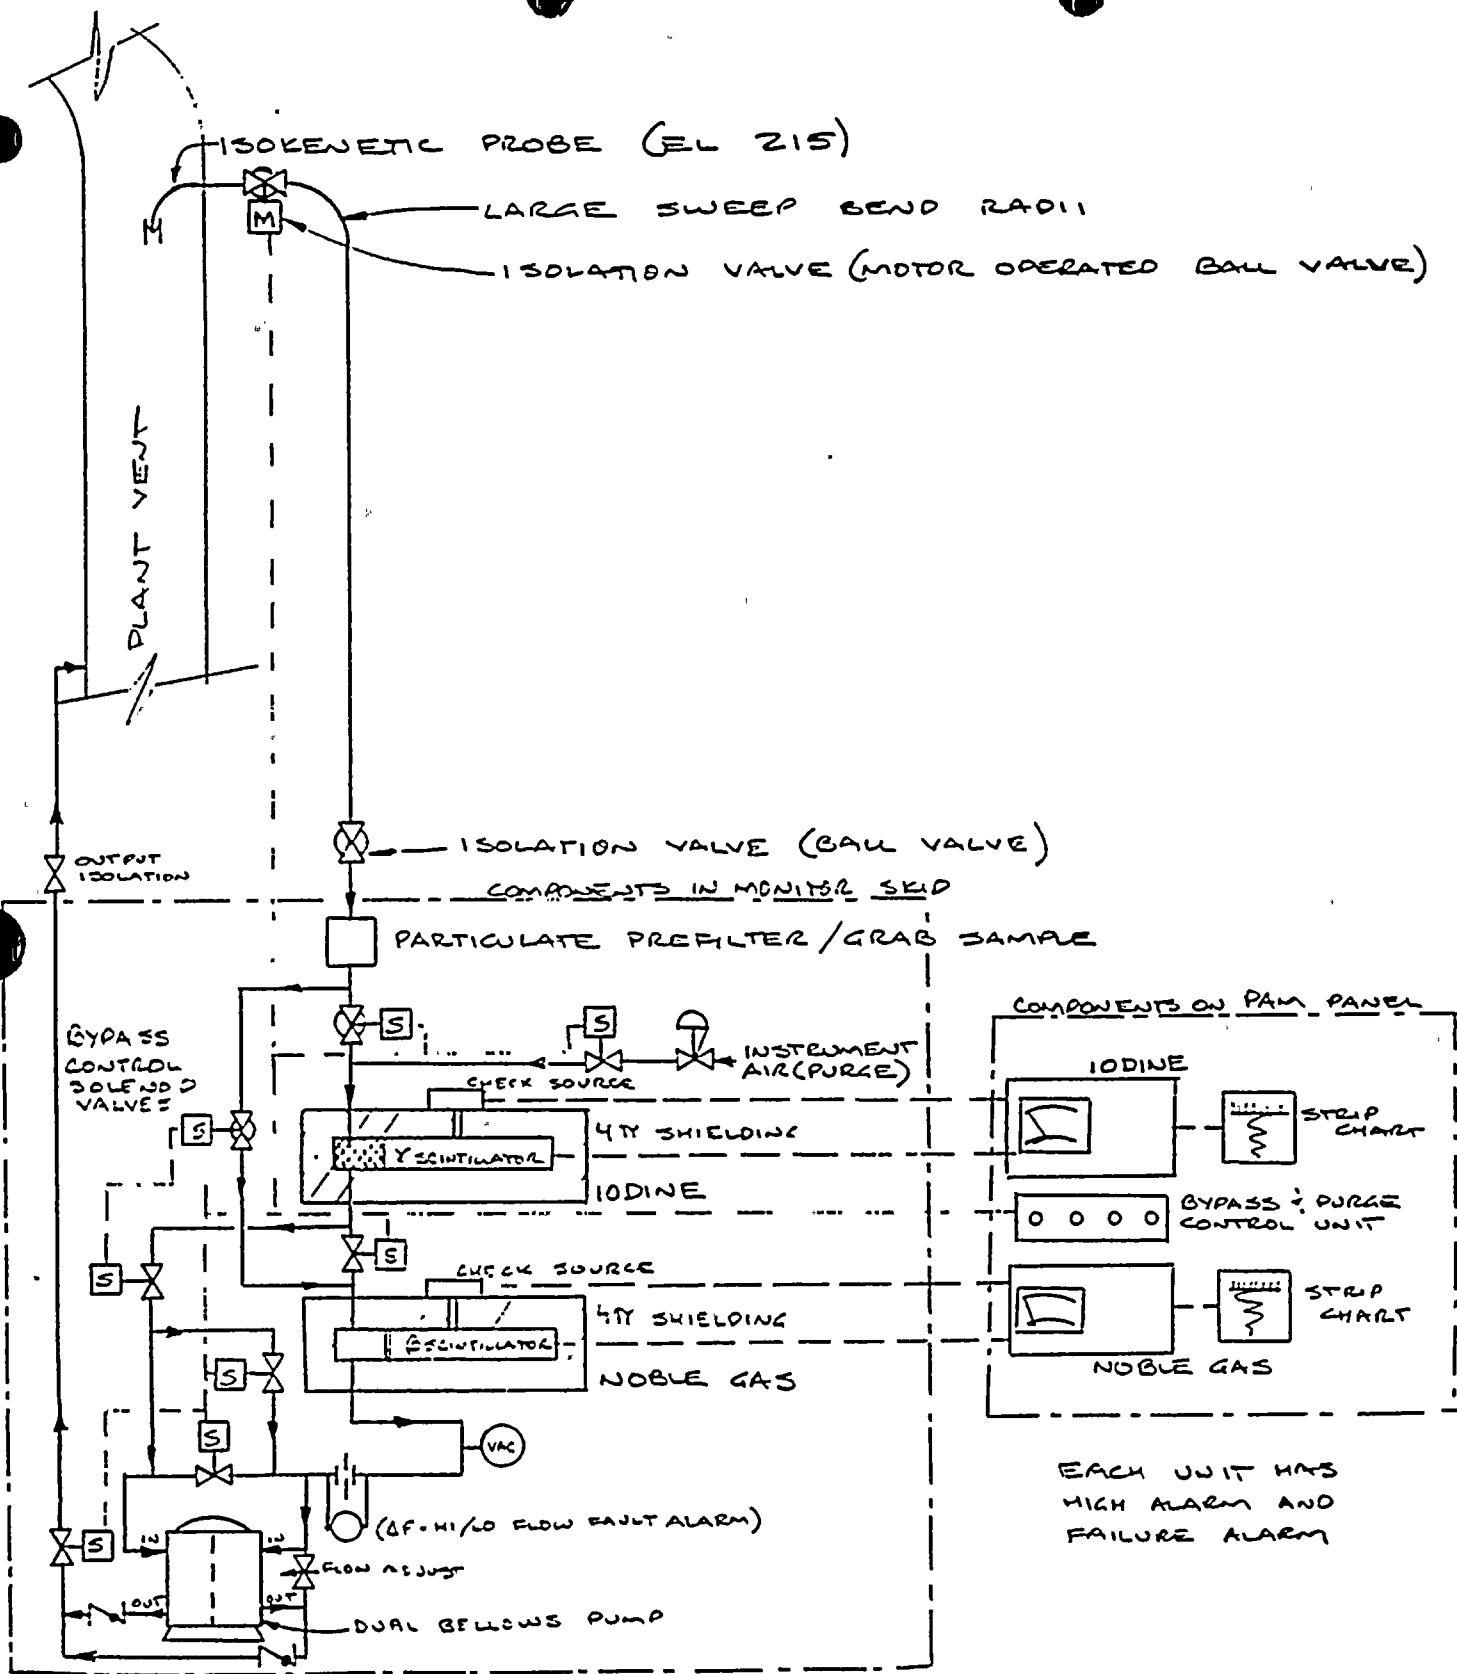 ISOKENETIC PROBE (EL 215)
LARGE SWEEP BEND RADII
M
ISOLATION VALVE (MOTOR OPERATED BALL VALVE)
PLANT VENT
ISOLATION VALVE (BALL VALVE)
OUTPUT
ISOLATION
COMPONENTS IN MONITOR SKID
PARTICULATE PREFILTER/GRAB SAMPLE
COMPONENTS ON PAM PANEL
S
S
BYPASS
CONTROL
SOLENOD
VALVES
INSTRUMENT
AIR (PURGE)
IODINE
CHECK SOURCE
STRIP
CHART
S
4π SHIELDING
γ SCINTILLATOR
IODINE
BYPASS & PURGE
CONTROL UNIT
S
S
CHECK SOURCE
STRIP
CHART
4π SHIELDING
β SCINTILLATOR
NOBLE GAS
NOBLE GAS
S
S
VAC
EACH UNIT HAS
HIGH ALARM AND
FAILURE ALARM
(ΔF-HI/LO FLOW FAULT ALARM)
S
IN
IN
FLOW ADJUST
OUT
OUT
DUAL BELLOWS PUMP